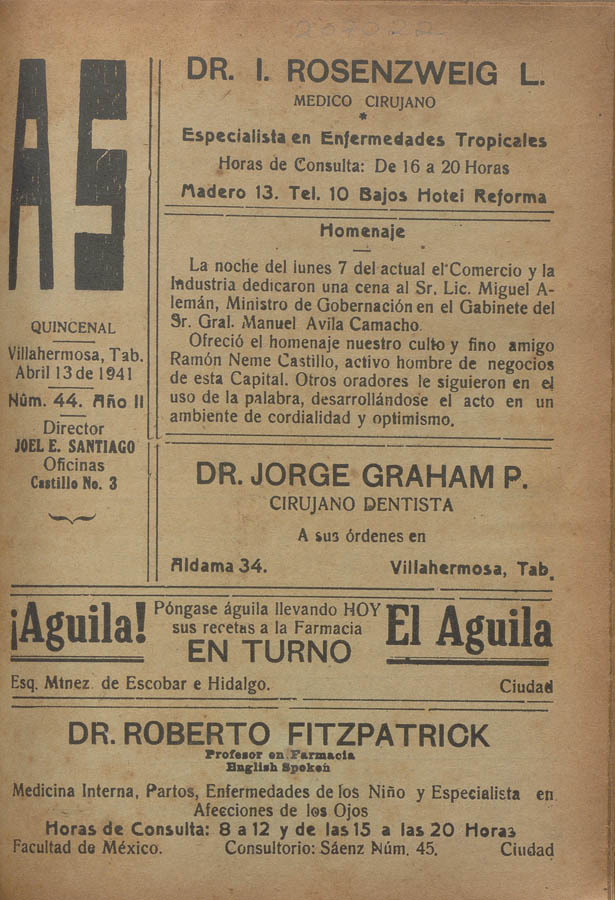 AS
QUINCENAL
Villahermosa, Tab.
Abril 13 de 1941
Núm. 44. Año II
Director
JOEL E. SANTIAGO
Oficinas
Castillo No. 3
DR. I. ROSENZWEIG L.
MEDICO CIRUJANO
*
Especialista en Enfermedades Tropicales
Horas de Consulta: De 16 a 20 Horas
Madero 13. Tel. 10 Bajos Hotel Reforma
Homenaje
La noche del lunes 7 del actual el Comercio y la
Industria dedicaron una cena al Sr. Lic. Miguel A-
lemán, Ministro de Gobernación en el Gabinete del
Sr. Gral. Manuel Avila Camacho.
Ofreció el homenaje nuestro culto y fino amigo
Ramón Neme Castillo, activo hombre de negocios
de esta Capital. Otros oradores le siguieron en el
uso de la palabra, desarrollándose el acto en un
ambiente de cordialidad y optimismo.
DR. JORGE GRAHAM P.
CIRUJANO DENTISTA
A sus órdenes en
Aldama 34. Villahermosa, Tab.
¡Aguila! Póngase águila llevando HOY El Aguila
sus recetas a la Farmacia
EN TURNO
Esq. Mtnez. de Escobar e Hidalgo. Ciudad
DR. ROBERTO FITZPATRICK
Profesor en Farmacia
English Spoken
Medicina Interna, Partos, Enfermedades de los Niño y Especialista en
Afecciones de los Ojos
Horas de Consulta: 8 a 12 y de las 15 a las 20 Horas
Facultad de México. Consultorio: Sáenz Núm. 45. Ciudad